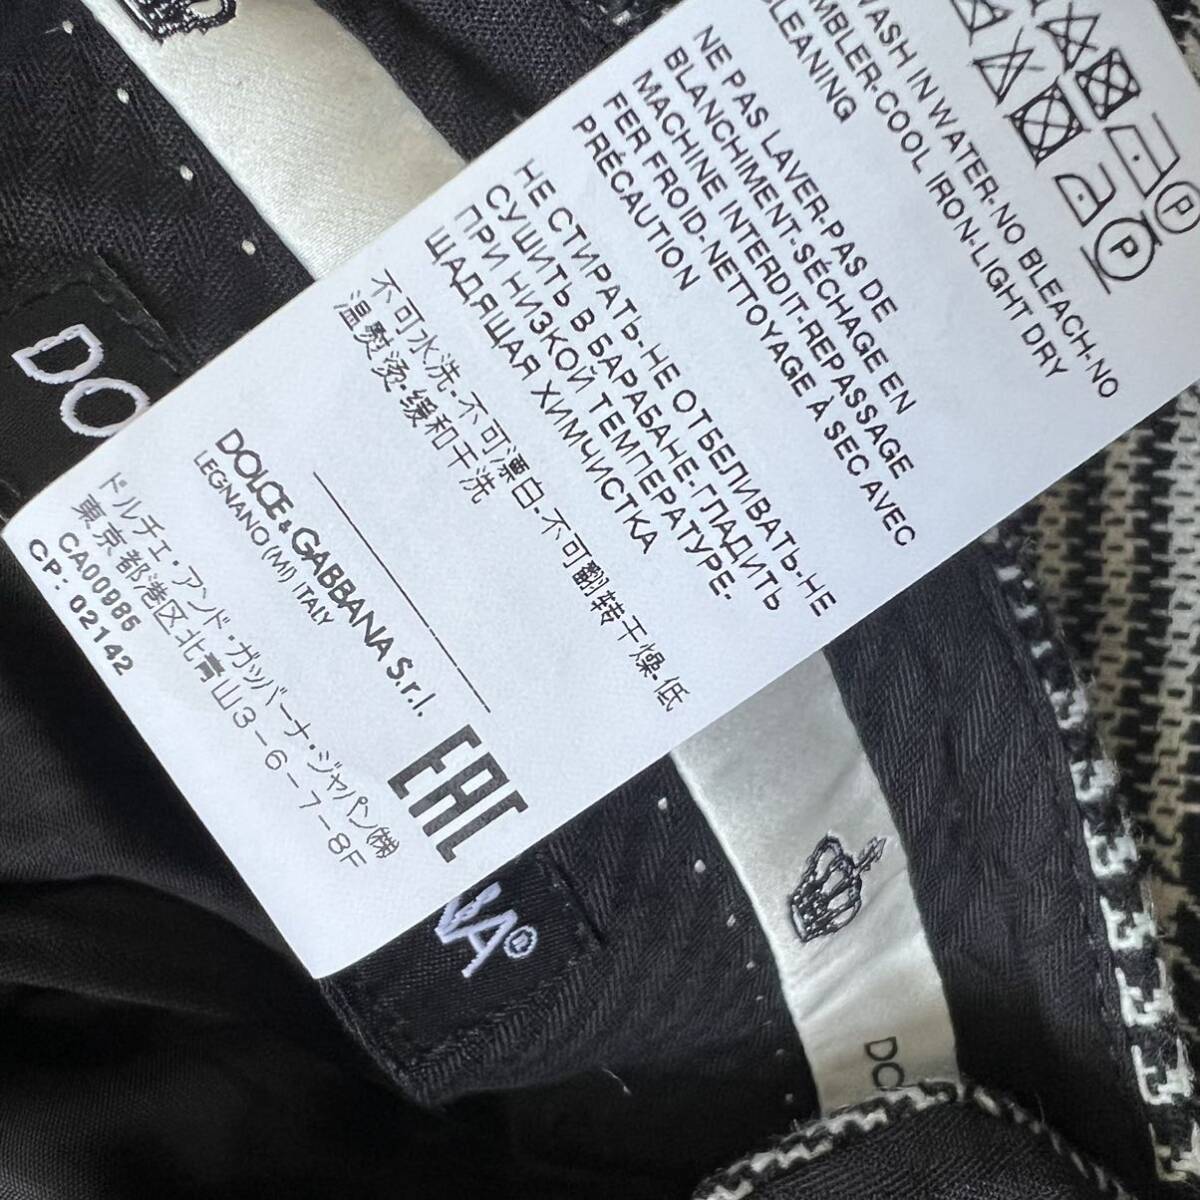 WASH IN WATER-NO BLEACH-NO
COOL IRON-LIGHT DRY
CLEANING
NE PAS LAVER-PAS DE
BLANCHIMENT-SÉCHAGE EN
MACHINE INTERDIT-REPASSAGE
FER FROID-NETTOYAGE À SEC AVEC
PRÉCAUTION
НЕ СТИРАТЬ-НЕ ОТБЕЛИВАТЬ-НЕ
СУШИТЬ В БАРАБАНЕ-ГЛАДИТЬ
ПРИ НИЗКОЙ ТЕМПЕРАТУРЕ-
ЩАДЯЩАЯ ХИМЧИСТКА
不可水洗-不可漂白-不可翻转干燥-低
温熨烫-缓和干洗
DOLCE & GABBANA S.r.l.
LEGNANO (MI) ITALY
EAC
ドルチェ・アンド・ガッバーナ・ジャパン㈱
東京都港区北青山3-6-7-8F
CA00986
CP: 02142
P
P
DO
NA®
DO